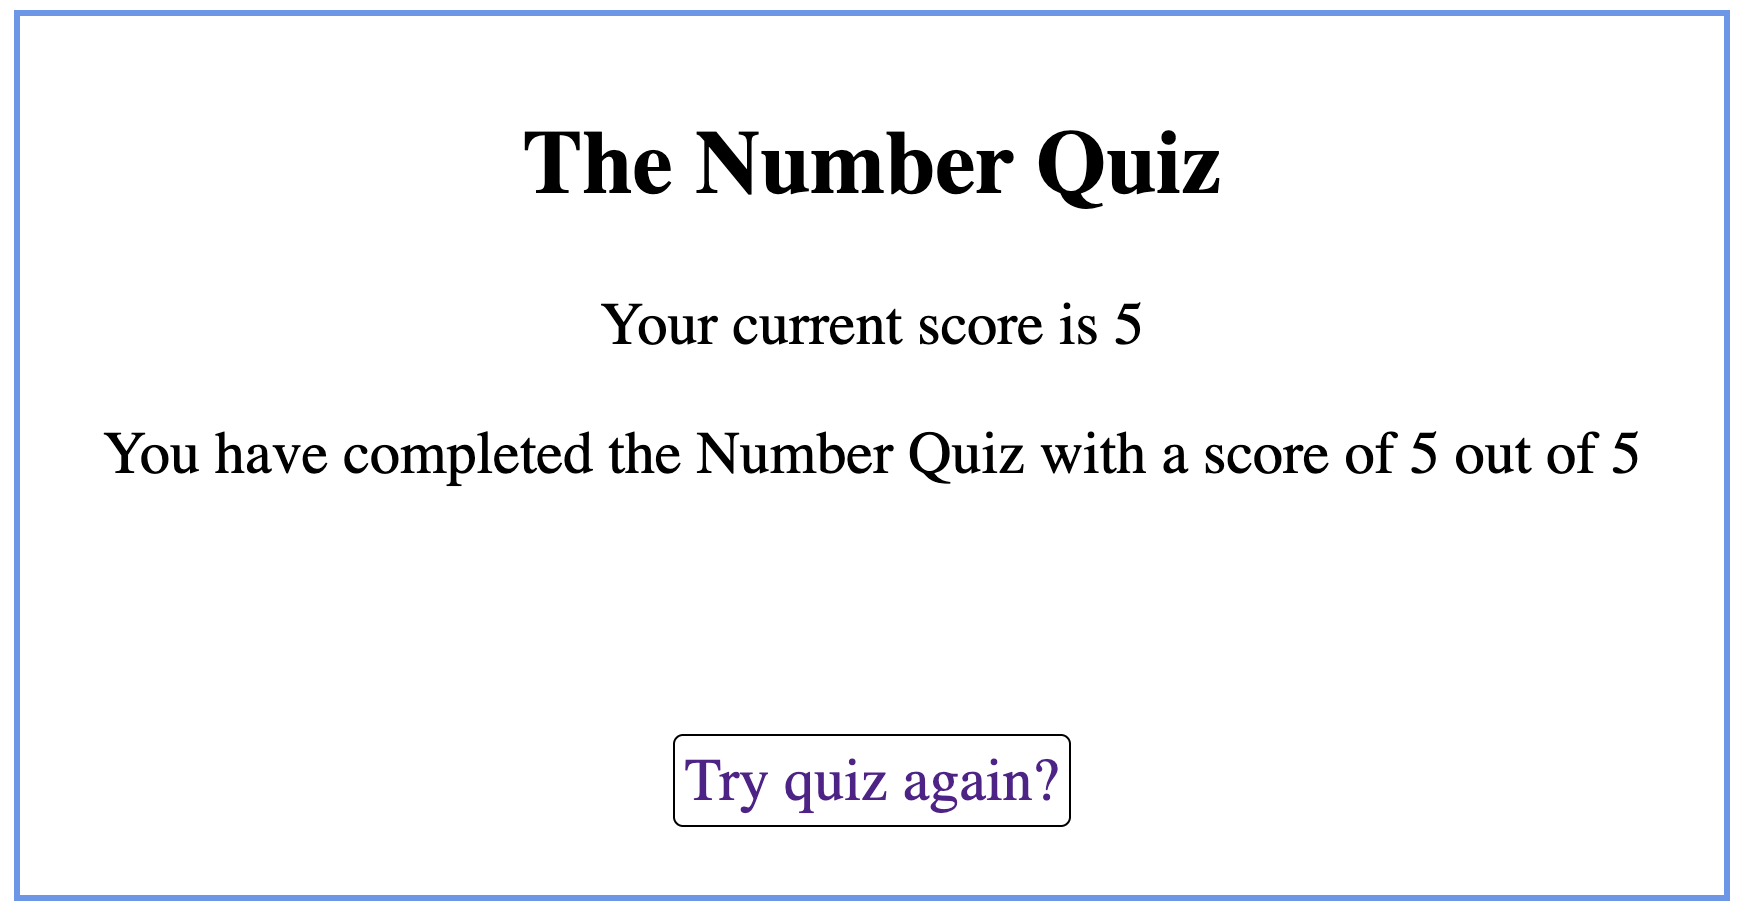 The Number Quiz
Your current score is 5
You have completed the Number Quiz with a score of 5 out of 5
Try quiz again?